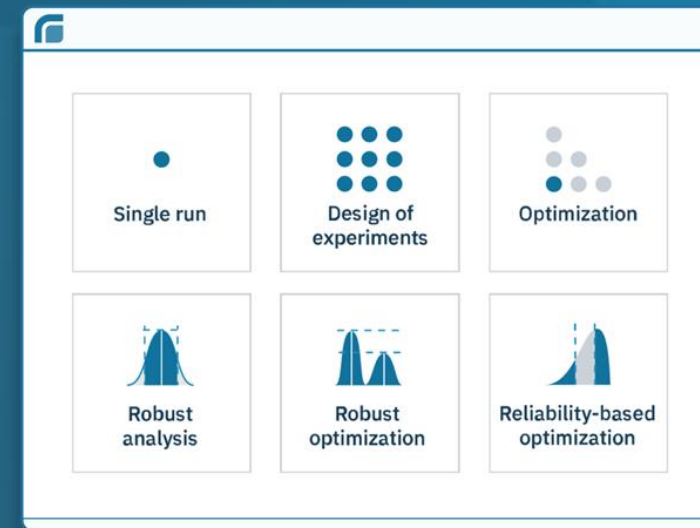 Single run
Design of
experiments
Optimization
Robust
analysis
Robust
optimization
Reliability-based
optimization